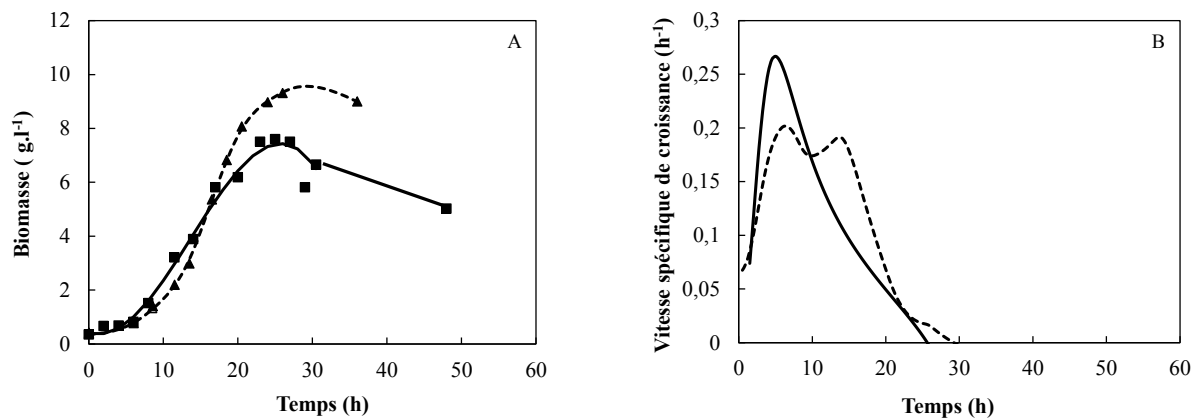 Biomasse ( g.l-1)
12
10
8
6
4
2
0
A
0 10 20 30 40 50 60
Temps (h)
Vitesse spécifique de croissance (h-1)
0,3
0,25
0,2
0,15
0,1
0,05
0
B
0 10 20 30 40 50 60
Temps (h)